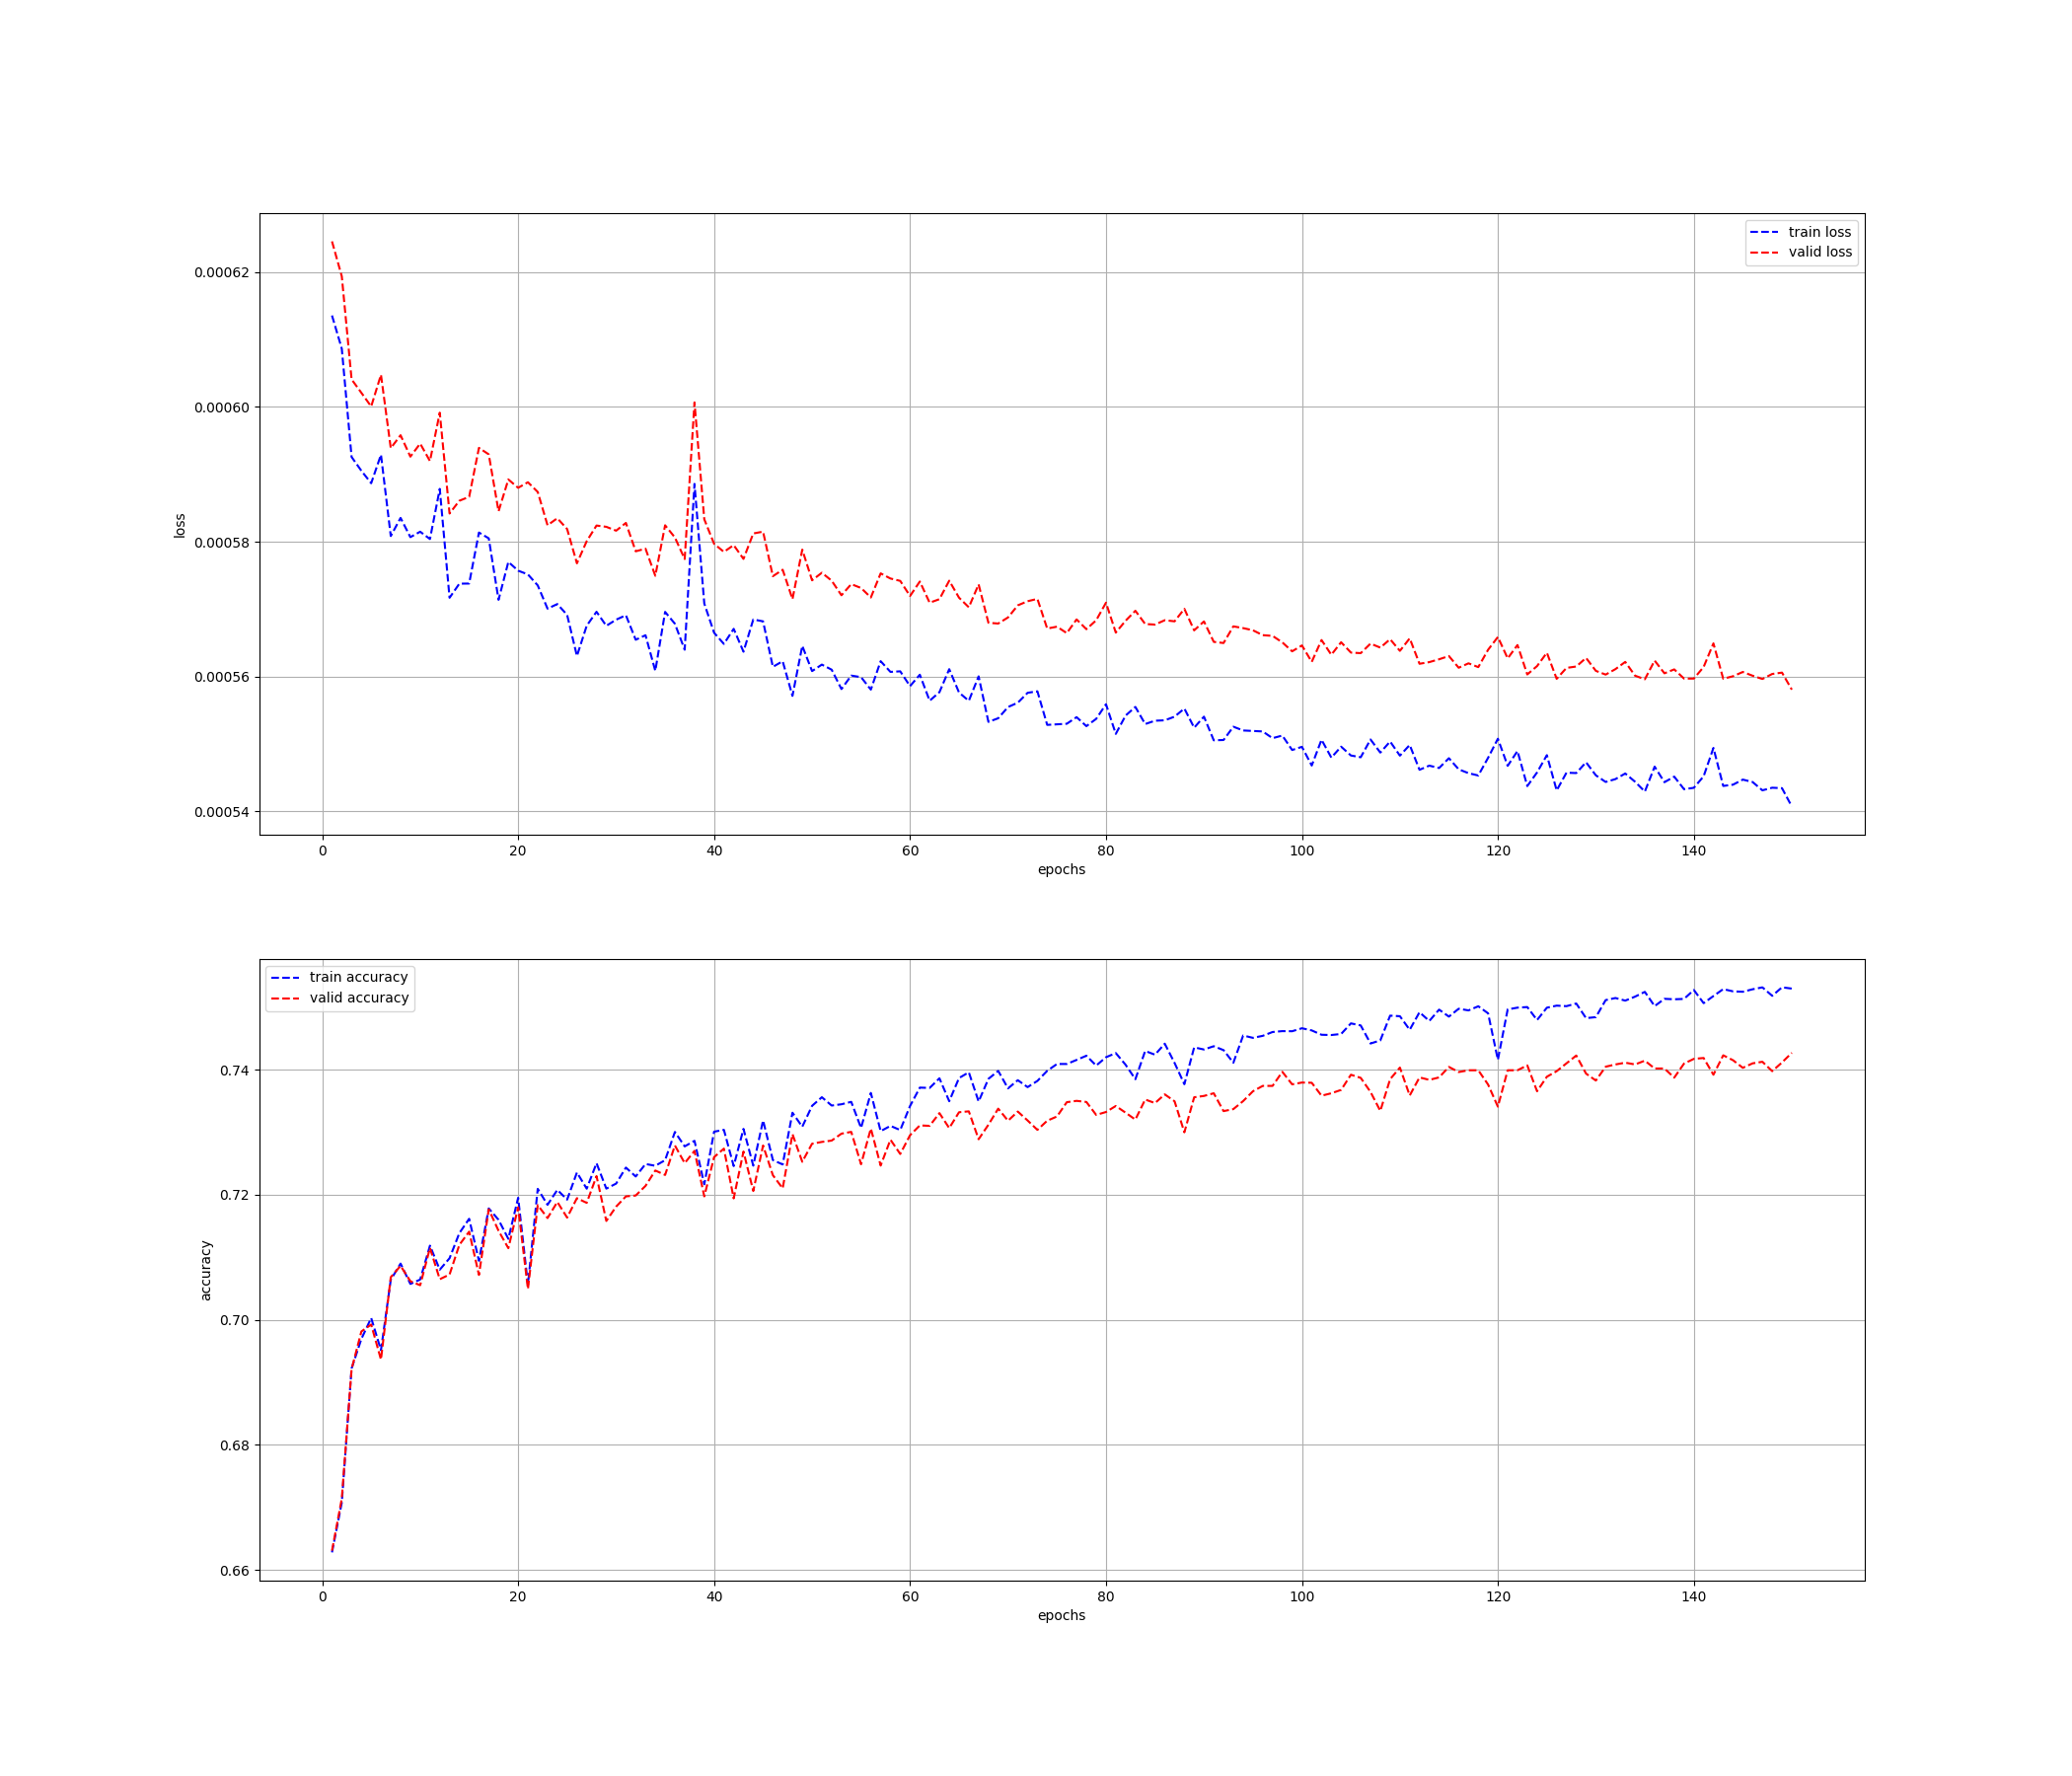 train loss
valid loss
0.00062
0.00060
0.00058
0.00056
0.00054
loss
0 20 40 60 80 100 120 140
epochs
train accuracy
valid accuracy
0.74
0.72
0.70
0.68
0.66
accuracy
0 20 40 60 80 100 120 140
epochs